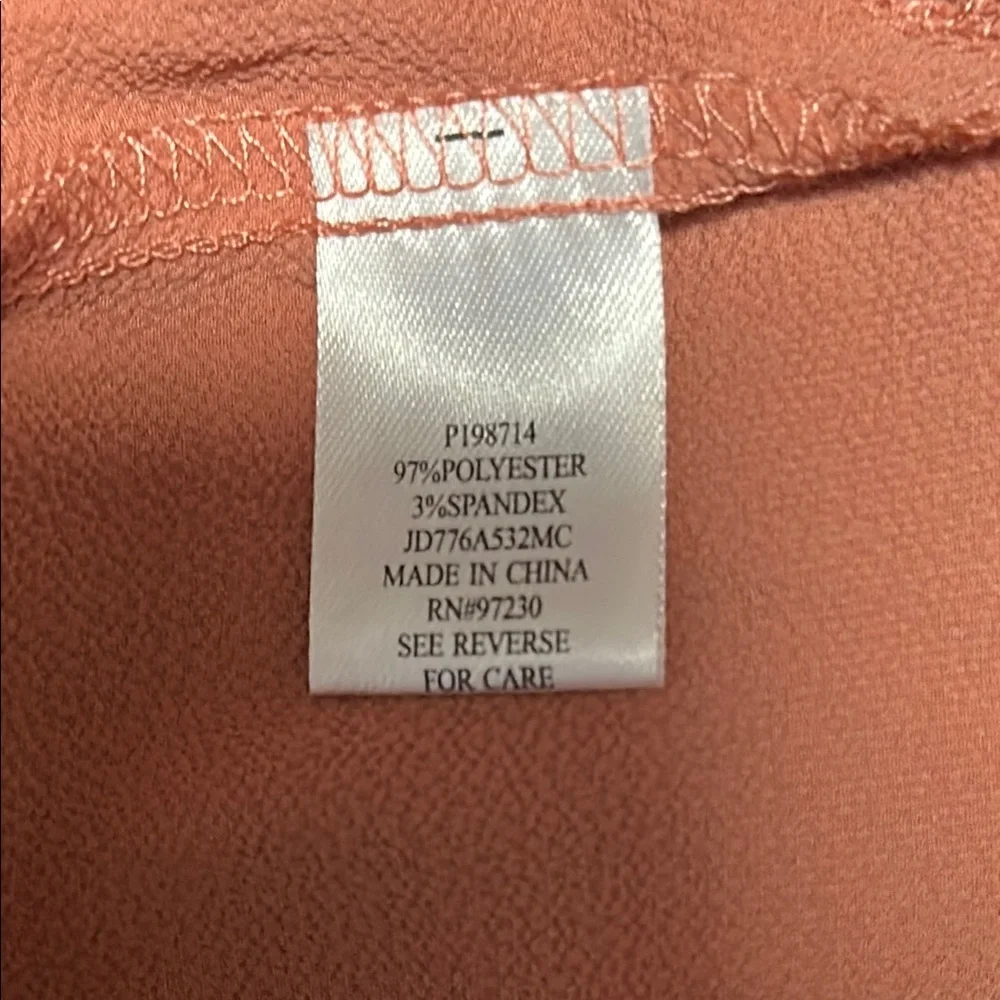 P198714
97%POLYESTER
3%SPANDEX
JD776A532MC
MADE IN CHINA
RN#97230
SEE REVERSE
FOR CARE